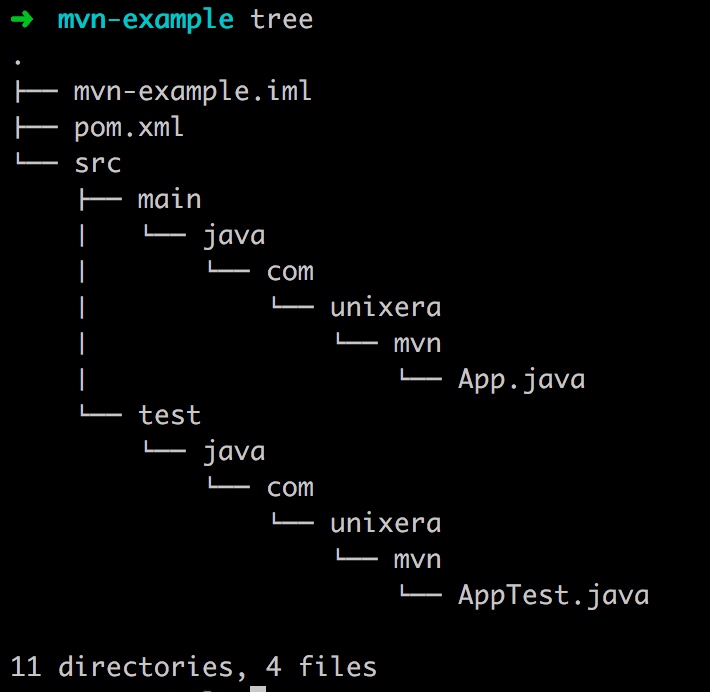 ➜  mvn-example tree
.
├── mvn-example.iml
├── pom.xml
└── src
    ├── main
    │   └── java
    │       └── com
    │           └── unixera
    │               └── mvn
    │                   └── App.java
    └── test
        └── java
            └── com
                └── unixera
                    └── mvn
                        └── AppTest.java
11 directories, 4 files